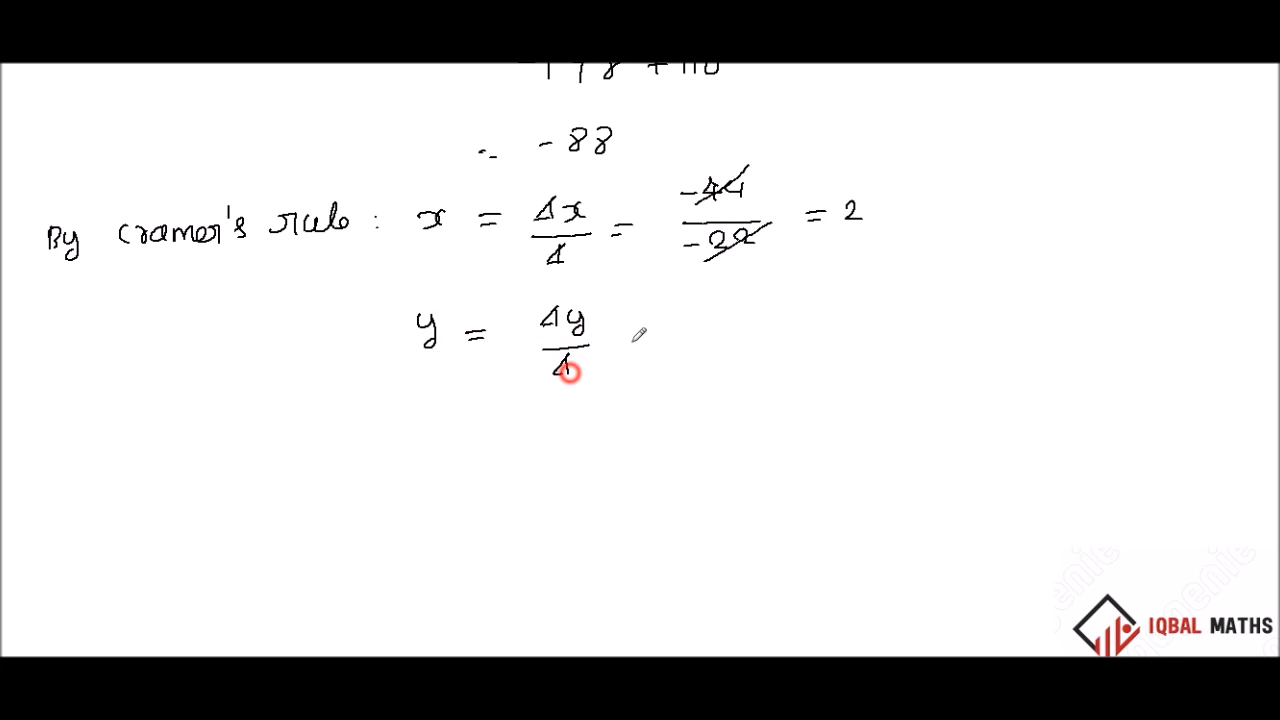 = - 88
By cramer's rule : x = Δx/Δ = -44/-22 = 2
y = Δy/Δ
IQBAL MATHS